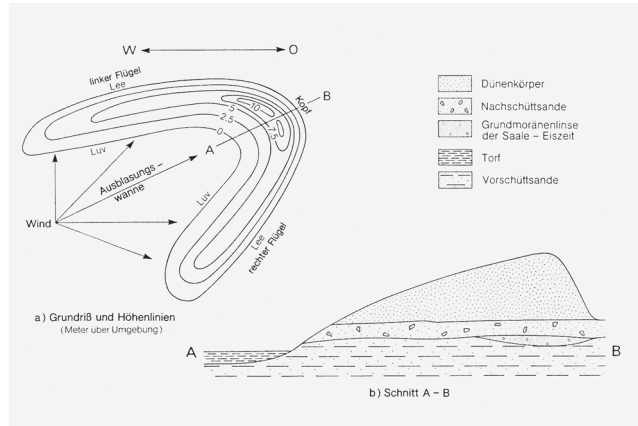 W O
linker Flügel
Lee
Kopf
B
5
10
2.5
7.5
0
A
Luv
Ausblasungs –
wanne
Luv
Wind
Lee
rechter Flügel
a) Grundriß und Höhenlinien
(Meter über Umgebung)
Dünenkörper
Nachschüttsande
Grundmoränenlinse
der Saale – Eiszeit
Torf
Vorschüttsande
A
B
b) Schnitt A – B